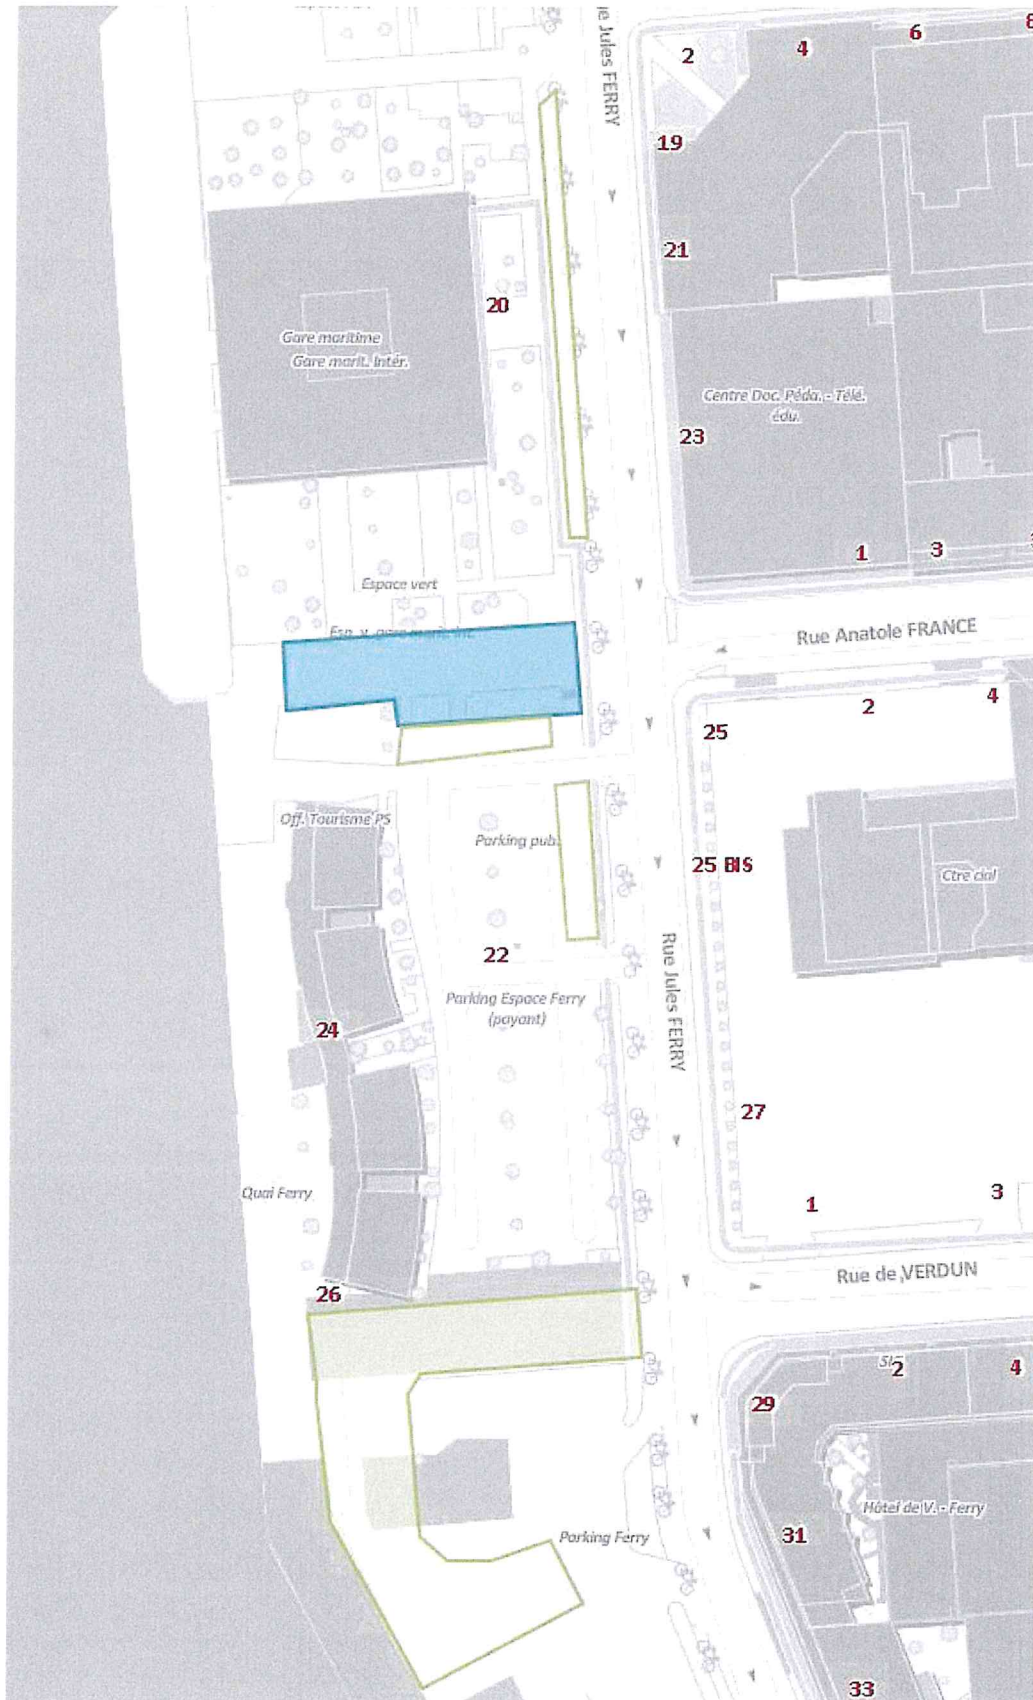 Rue Jules FERRY
2
4
6
8
19
21
20
Gare maritime
Gare marit. Intér.
Centre Doc. Péda. - Télé.
édu.
23
1
3
Espace vert
Rue Anatole FRANCE
2
4
25
Off. Tourisme PS
Parking pub.
25 BIS
Ctre cial
22
Parking Espace Ferry
(payant)
Rue Jules FERRY
24
27
Quai Ferry
1
3
Rue de VERDUN
26
2
4
29
Hôtel de V. - Ferry
31
Parking Ferry
33